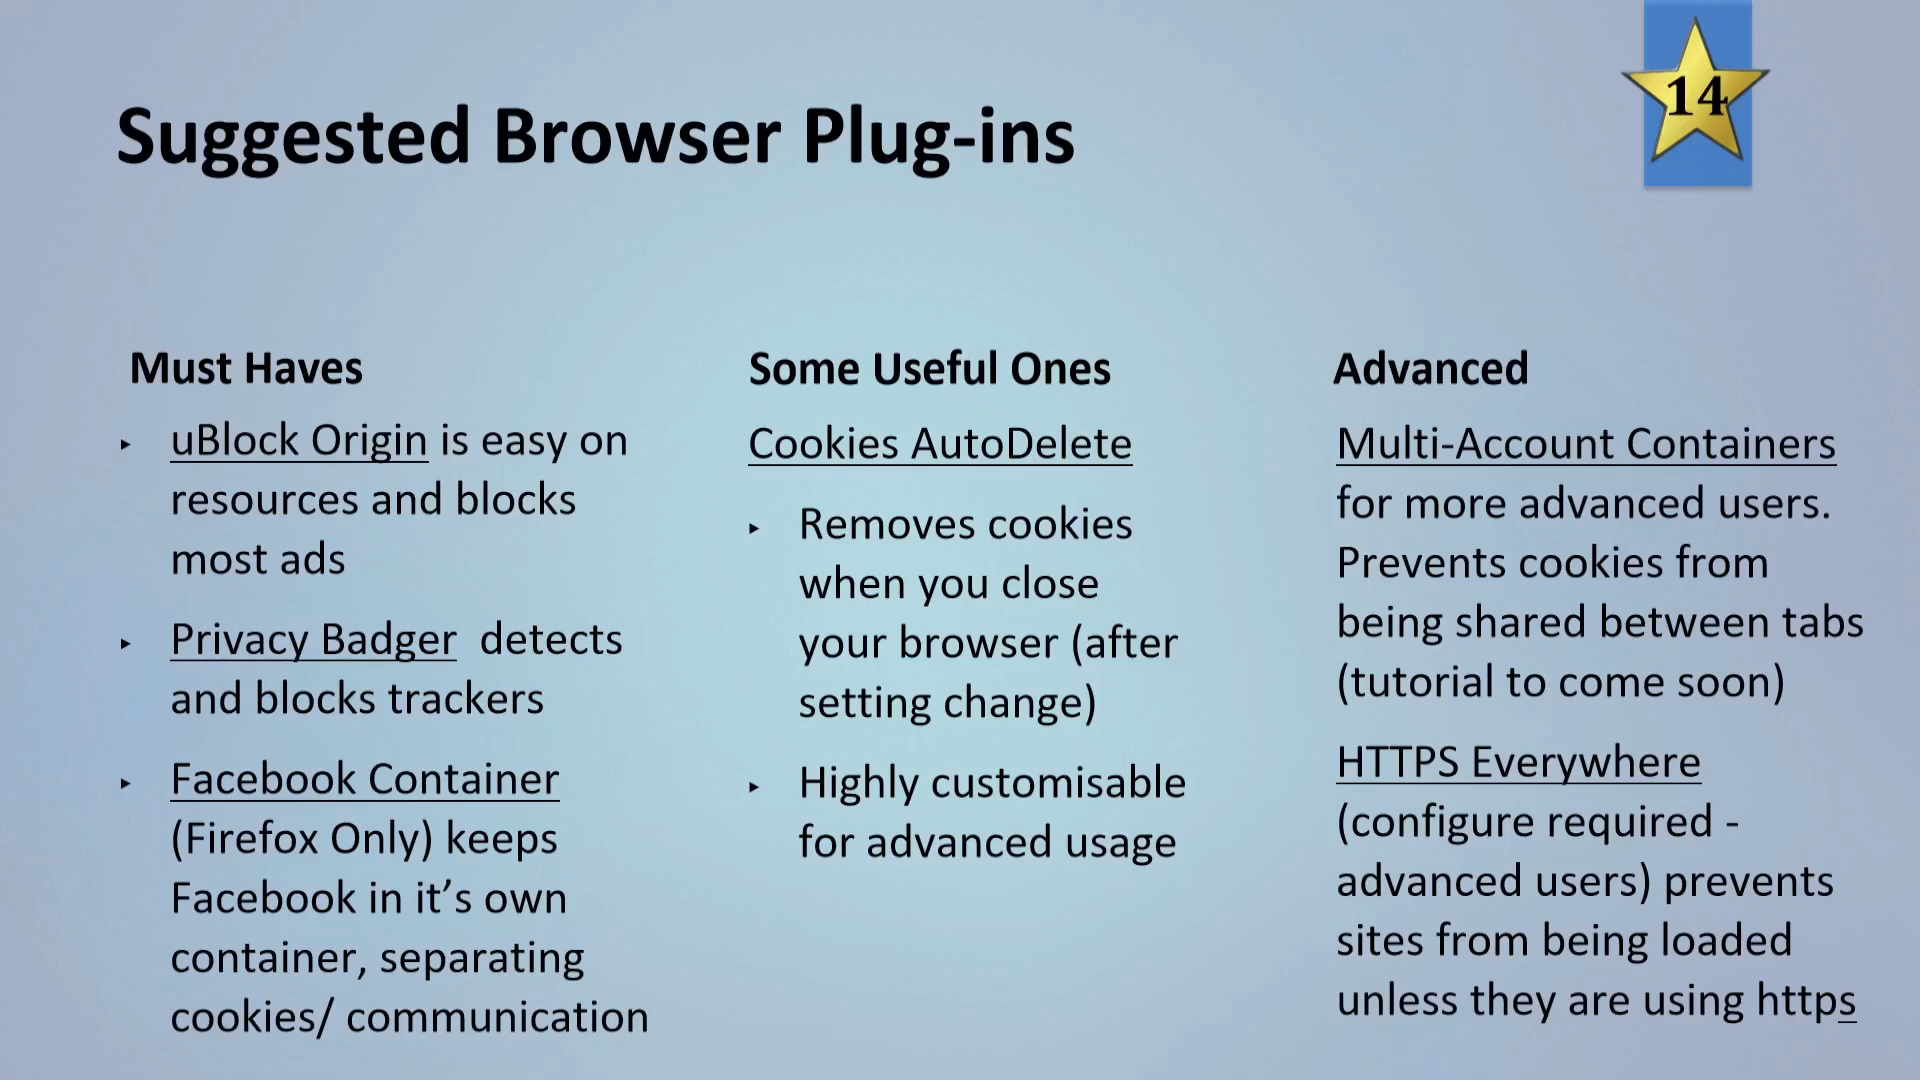 Suggested Browser Plug-ins
14
Must Haves
‣ uBlock Origin is easy on
resources and blocks
most ads
‣ Privacy Badger detects
and blocks trackers
‣ Facebook Container
(Firefox Only) keeps
Facebook in it’s own
container, separating
cookies/ communication
Some Useful Ones
Cookies AutoDelete
‣ Removes cookies
when you close
your browser (after
setting change)
‣ Highly customisable
for advanced usage
Advanced
Multi-Account Containers
for more advanced users.
Prevents cookies from
being shared between tabs
(tutorial to come soon)
HTTPS Everywhere
(configure required -
advanced users) prevents
sites from being loaded
unless they are using https